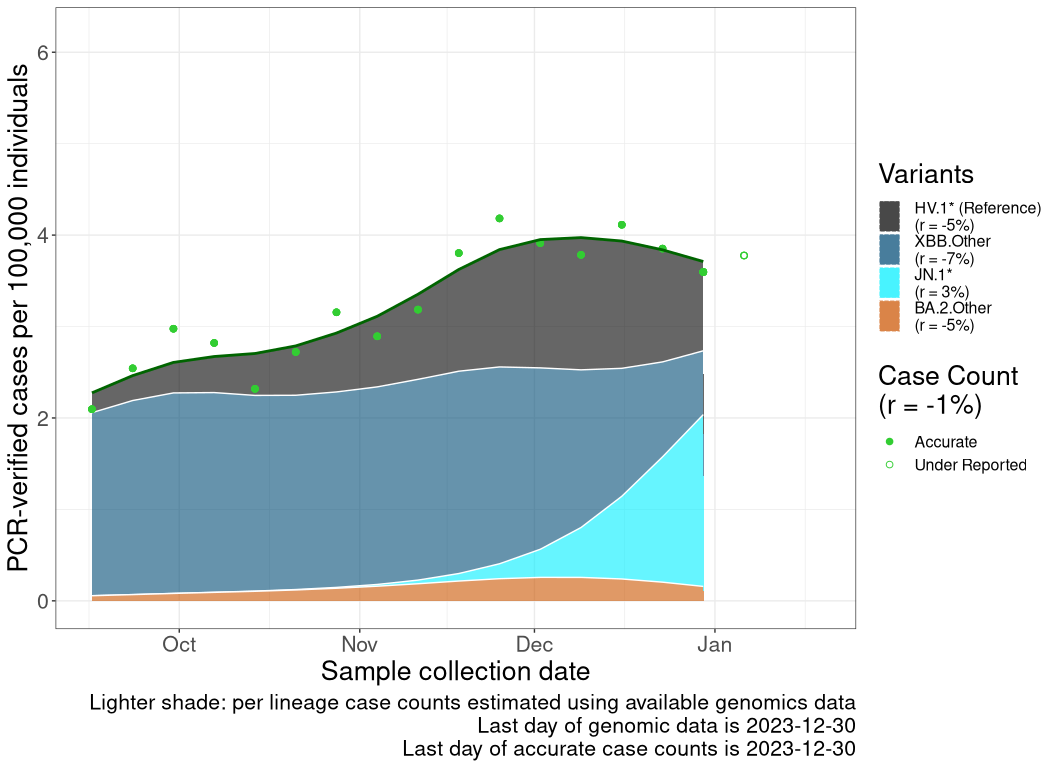 PCR-verified cases per 100,000 individuals
6
4
2
0
Oct
Nov
Dec
Jan
Sample collection date
Lighter shade: per lineage case counts estimated using available genomics data
Last day of genomic data is 2023-12-30
Last day of accurate case counts is 2023-12-30
Variants
HV.1* (Reference)
(r = -5%)
XBB.Other
(r = -7%)
JN.1*
(r = 3%)
BA.2.Other
(r = -5%)
Case Count
(r = -1%)
Accurate
Under Reported